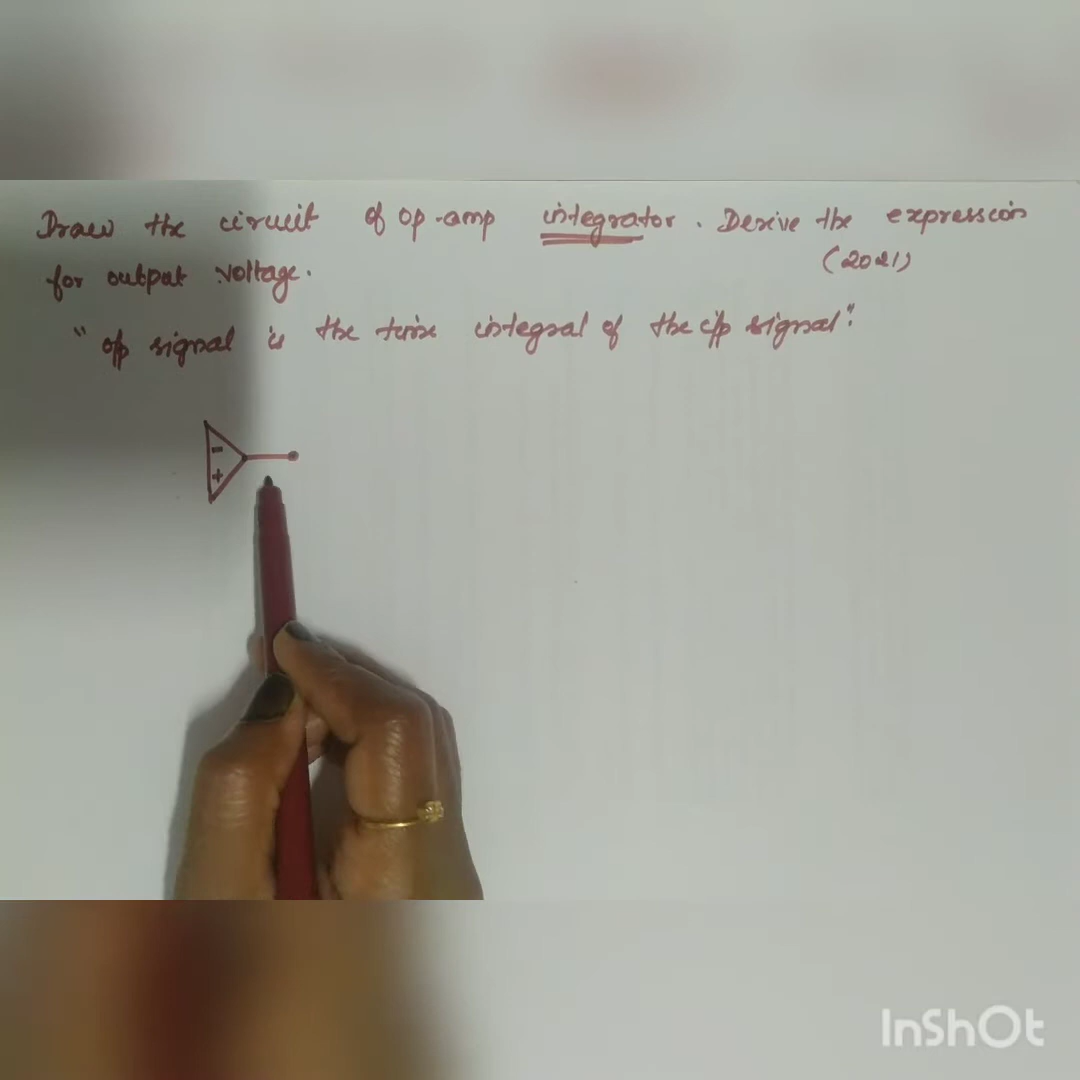 Draw the circuit of op-amp integrator. Derive the expression
(2021)
for output voltage.
"o/p signal is the time integral of the i/p signal".
-
+
InShOt